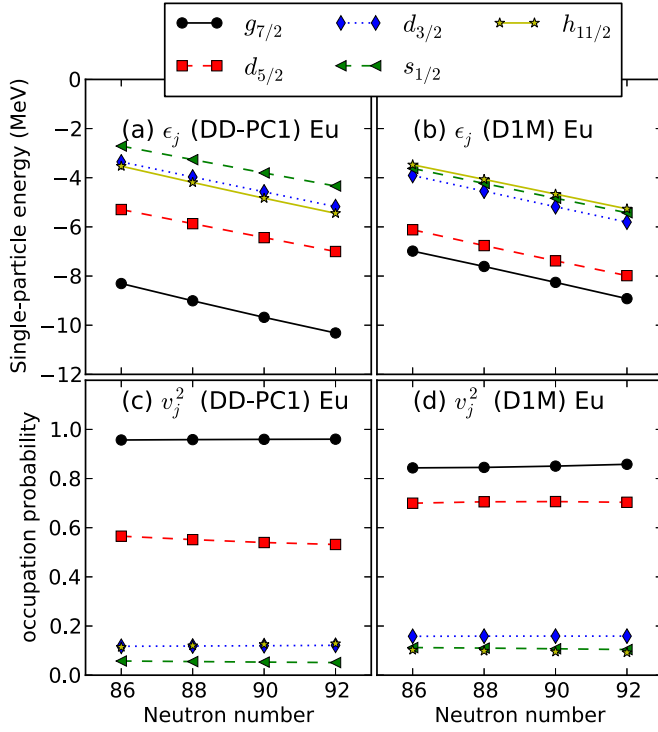 g7/2 d3/2 h11/2
d5/2 s1/2
Single-particle energy (MeV)
0
−2
−4
−6
−8
−10
−12
(a) ϵj (DD-PC1) Eu
(b) ϵj (D1M) Eu
occupation probability
1.0
0.8
0.6
0.4
0.2
0.0
(c) v²j (DD-PC1) Eu
(d) v²j (D1M) Eu
86 88 90 92
86 88 90 92
Neutron number
Neutron number